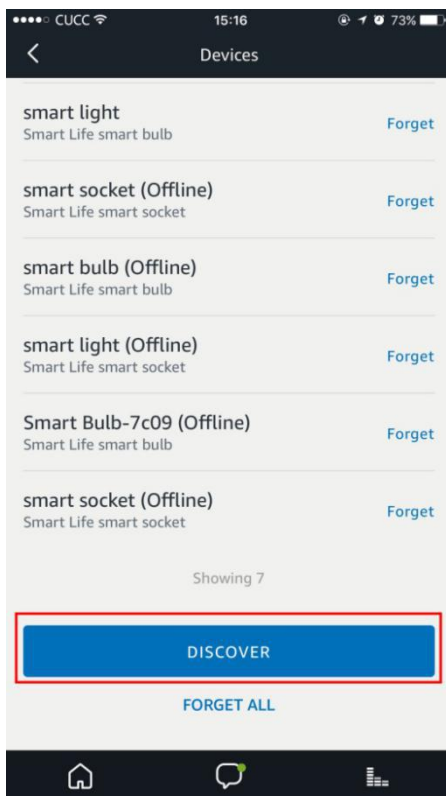 CUCC 15:16 73%
Devices
smart light
Smart Life smart bulb
Forget
smart socket (Offline)
Smart Life smart socket
Forget
smart bulb (Offline)
Smart Life smart bulb
Forget
smart light (Offline)
Smart Life smart socket
Forget
Smart Bulb-7c09 (Offline)
Smart Life smart bulb
Forget
smart socket (Offline)
Smart Life smart socket
Forget
Showing 7
DISCOVER
FORGET ALL